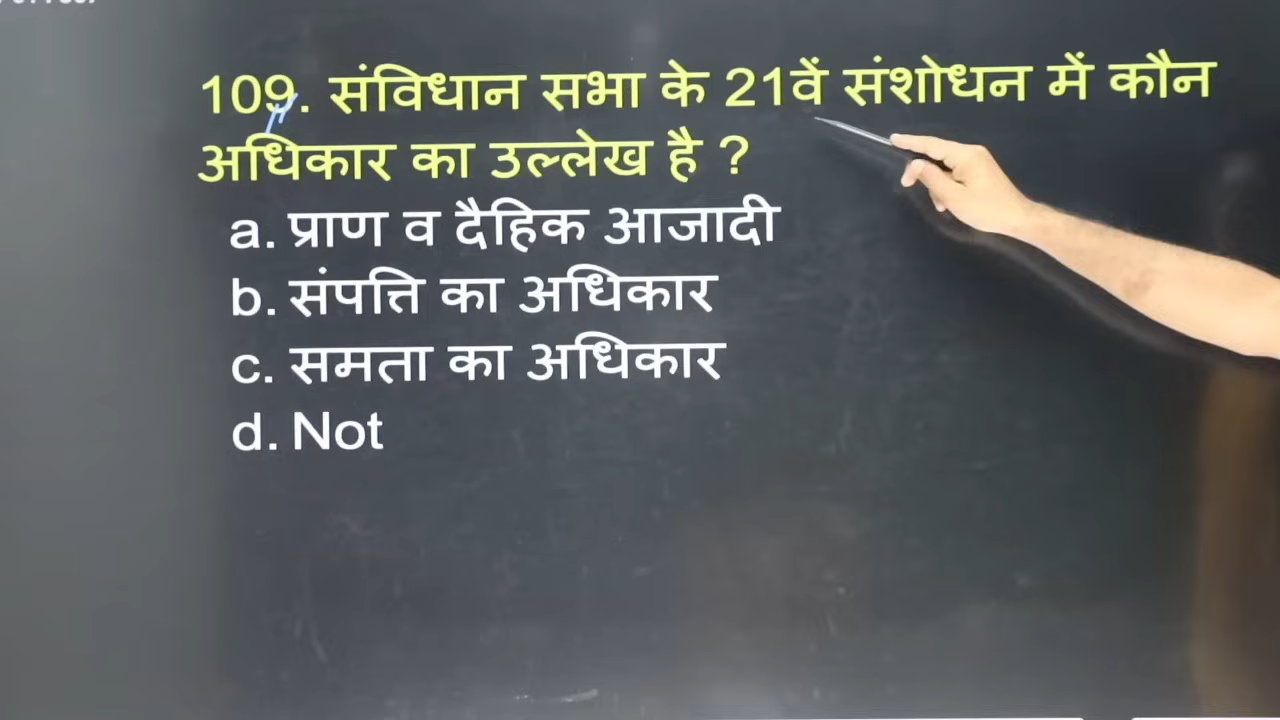 109. संविधान सभा के 21वें संशोधन में कौन
अधिकार का उल्लेख है ?
a. प्राण व दैहिक आजादी
b. संपत्ति का अधिकार
c. समता का अधिकार
d. Not